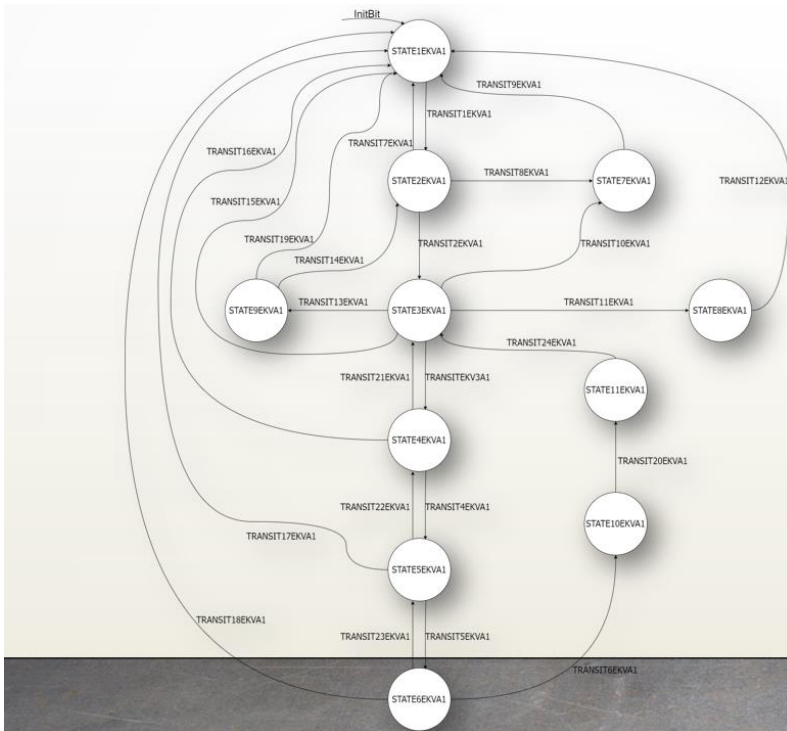 InitBit
STATE1EKVA1
TRANSIT9EKVA1
TRANSIT1EKVA1
TRANSIT7EKVA1
TRANSIT16EKVA1
STATE2EKVA1
TRANSIT8EKVA1
STATE7EKVA1
TRANSIT12EKVA1
TRANSIT15EKVA1
TRANSIT19EKVA1
TRANSIT2EKVA1
TRANSIT10EKVA1
TRANSIT14EKVA1
TRANSIT13EKVA1
TRANSIT11EKVA1
STATE9EKVA1
STATE3EKVA1
STATE8EKVA1
TRANSIT24EKVA1
TRANSIT21EKVA1
TRANSITEKV3A1
STATE11EKVA1
STATE4EKVA1
TRANSIT20EKVA1
TRANSIT22EKVA1
TRANSIT4EKVA1
STATE10EKVA1
TRANSIT17EKVA1
STATE5EKVA1
TRANSIT18EKVA1
TRANSIT23EKVA1
TRANSIT5EKVA1
TRANSIT6EKVA1
STATE6EKVA1